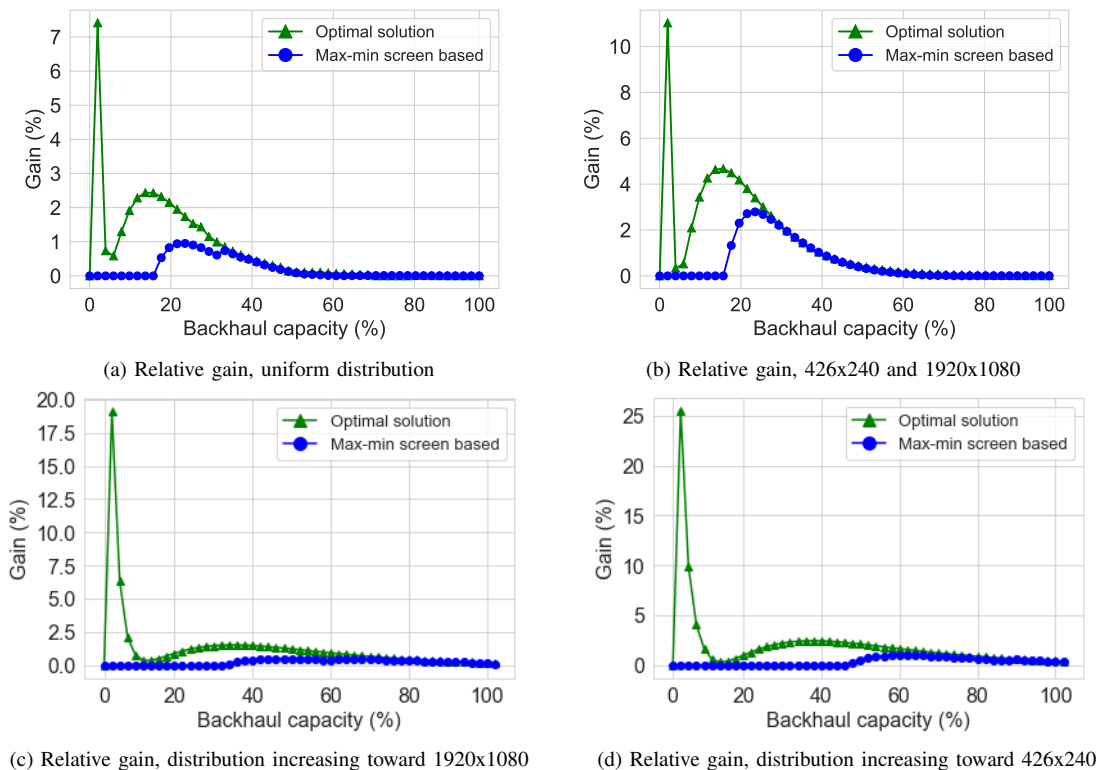 Optimal solution
Max-min screen based
Gain (%)
7
6
5
4
3
2
1
0
0 20 40 60 80 100
Backhaul capacity (%)
(a) Relative gain, uniform distribution
Optimal solution
Max-min screen based
Gain (%)
10
8
6
4
2
0
0 20 40 60 80 100
Backhaul capacity (%)
(b) Relative gain, 426x240 and 1920x1080
Optimal solution
Max-min screen based
Gain (%)
20.0
17.5
15.0
12.5
10.0
7.5
5.0
2.5
0.0
0 20 40 60 80 100
Backhaul capacity (%)
(c) Relative gain, distribution increasing toward 1920x1080
Optimal solution
Max-min screen based
Gain (%)
25
20
15
10
5
0
0 20 40 60 80 100
Backhaul capacity (%)
(d) Relative gain, distribution increasing toward 426x240